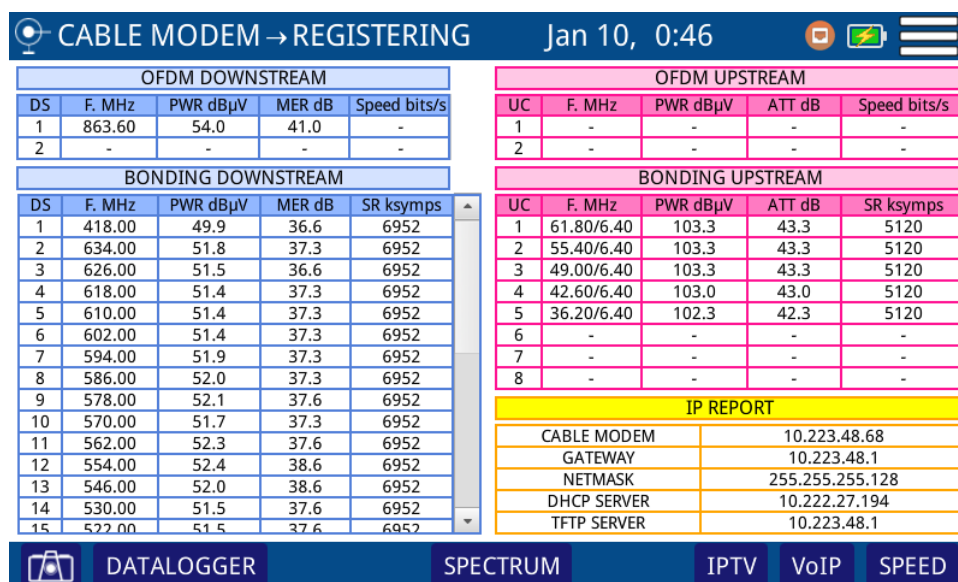 CABLE MODEM→REGISTERING Jan 10, 0:46
OFDM DOWNSTREAM
DS F. MHz PWR dBµV MER dB Speed bits/s
1 863.60 54.0 41.0 -
2 - - - -
BONDING DOWNSTREAM
DS F. MHz PWR dBµV MER dB SR ksymps
1 418.00 49.9 36.6 6952
2 634.00 51.8 37.3 6952
3 626.00 51.5 36.6 6952
4 618.00 51.4 37.3 6952
5 610.00 51.4 37.3 6952
6 602.00 51.4 37.3 6952
7 594.00 51.9 37.3 6952
8 586.00 52.0 37.3 6952
9 578.00 52.1 37.6 6952
10 570.00 51.7 37.3 6952
11 562.00 52.3 37.6 6952
12 554.00 52.4 38.6 6952
13 546.00 52.0 38.6 6952
14 530.00 51.5 37.6 6952
15 522.00 51.5 37.6 6952
OFDM UPSTREAM
UC F. MHz PWR dBµV ATT dB Speed bits/s
1 - - - -
2 - - - -
BONDING UPSTREAM
UC F. MHz PWR dBµV ATT dB SR ksymps
1 61.80/6.40 103.3 43.3 5120
2 55.40/6.40 103.3 43.3 5120
3 49.00/6.40 103.3 43.3 5120
4 42.60/6.40 103.0 43.0 5120
5 36.20/6.40 102.3 42.3 5120
6 - - - -
7 - - - -
8 - - - -
IP REPORT
CABLE MODEM 10.223.48.68
GATEWAY 10.223.48.1
NETMASK 255.255.255.128
DHCP SERVER 10.222.27.194
TFTP SERVER 10.223.48.1
DATALOGGER SPECTRUM IPTV VoIP SPEED